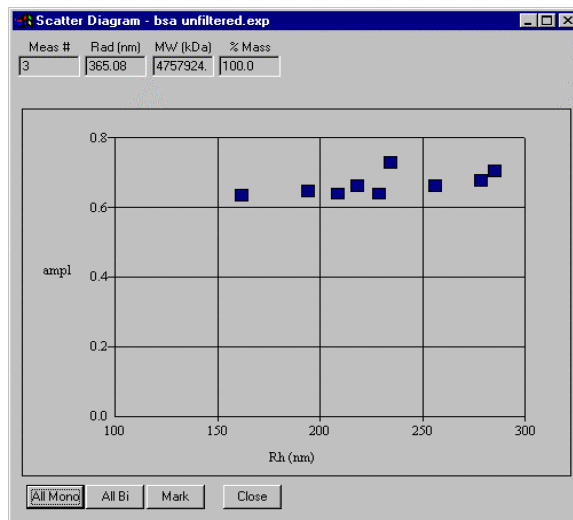 Scatter Diagram - bsa unfiltered.exp
Meas # Rad (nm) MW (kDa) % Mass
3 365.08 4757924. 100.0
0.8
0.6
ampl
0.4
0.2
0.0
100 150 200 250 300
Rh (nm)
All Mono All Bi Mark Close